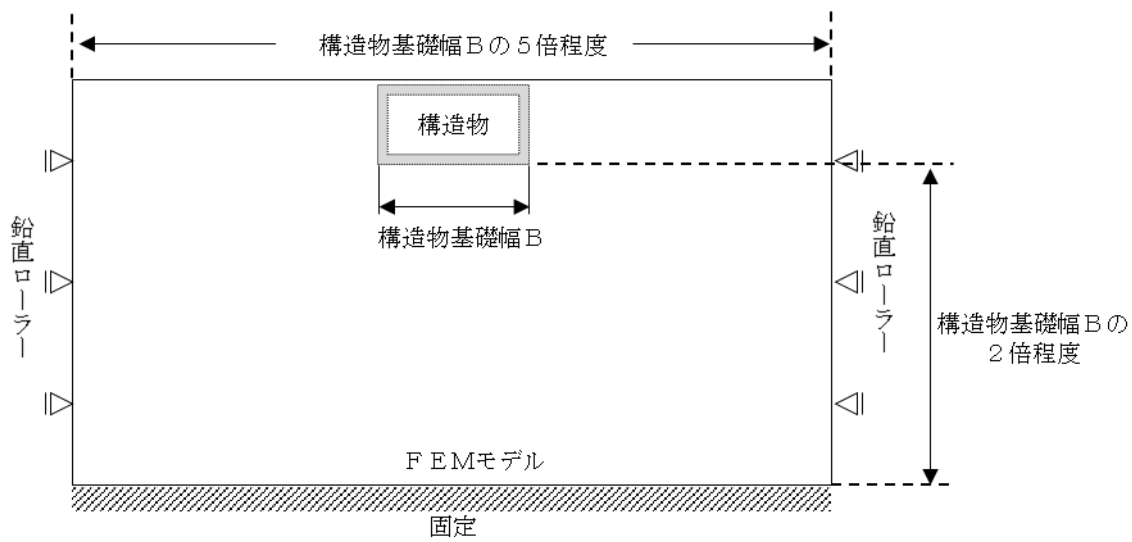 構造物基礎幅Ｂの５倍程度
構造物
構造物基礎幅Ｂ
鉛直ローラー
鉛直ローラー
構造物基礎幅Ｂの
２倍程度
ＦＥＭモデル
固定